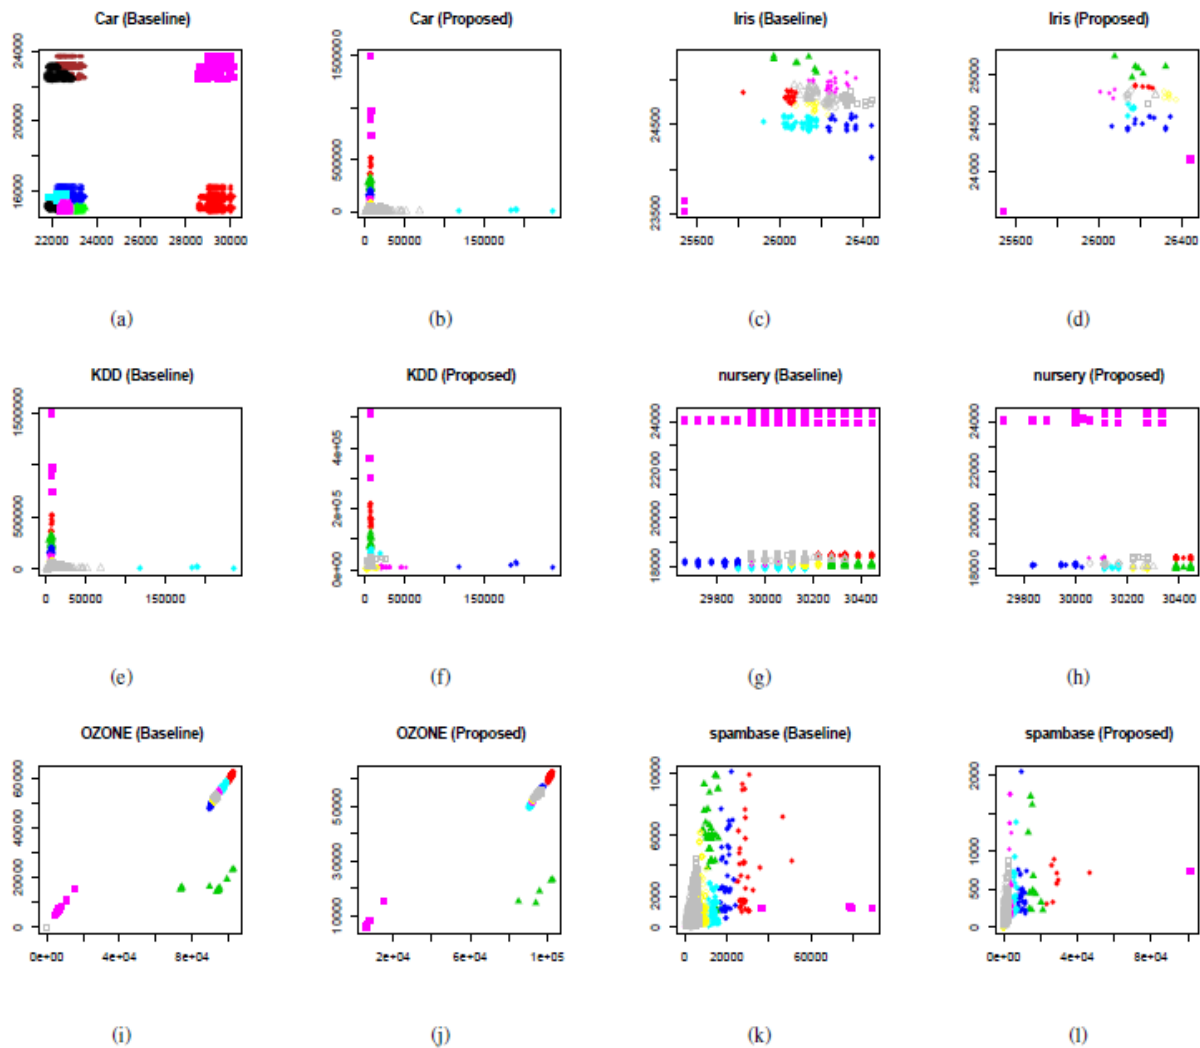 Car (Baseline)
24000
20000
16000
22000 24000 26000 28000 30000
(a)
Car (Proposed)
1500000
500000
0
0 50000 150000
(b)
Iris (Baseline)
24500
23500
25600 26000 26400
(c)
Iris (Proposed)
25000
24500
24000
25600 26000 26400
(d)
KDD (Baseline)
1500000
500000
0
0 50000 150000
(e)
KDD (Proposed)
4e+05
2e+05
0e+00
0 50000 150000
(f)
nursery (Baseline)
24000
22000
20000
18000
29800 30000 30200 30400
(g)
nursery (Proposed)
24000
22000
20000
18000
29800 30000 30200 30400
(h)
OZONE (Baseline)
60000
40000
20000
0
0e+00 4e+04 8e+04
(i)
OZONE (Proposed)
50000
30000
10000
2e+04 6e+04 1e+05
(j)
spambase (Baseline)
10000
6000
4000
2000
0
0 20000 60000
(k)
spambase (Proposed)
2000
1500
1000
500
0
0e+00 4e+04 8e+04
(l)